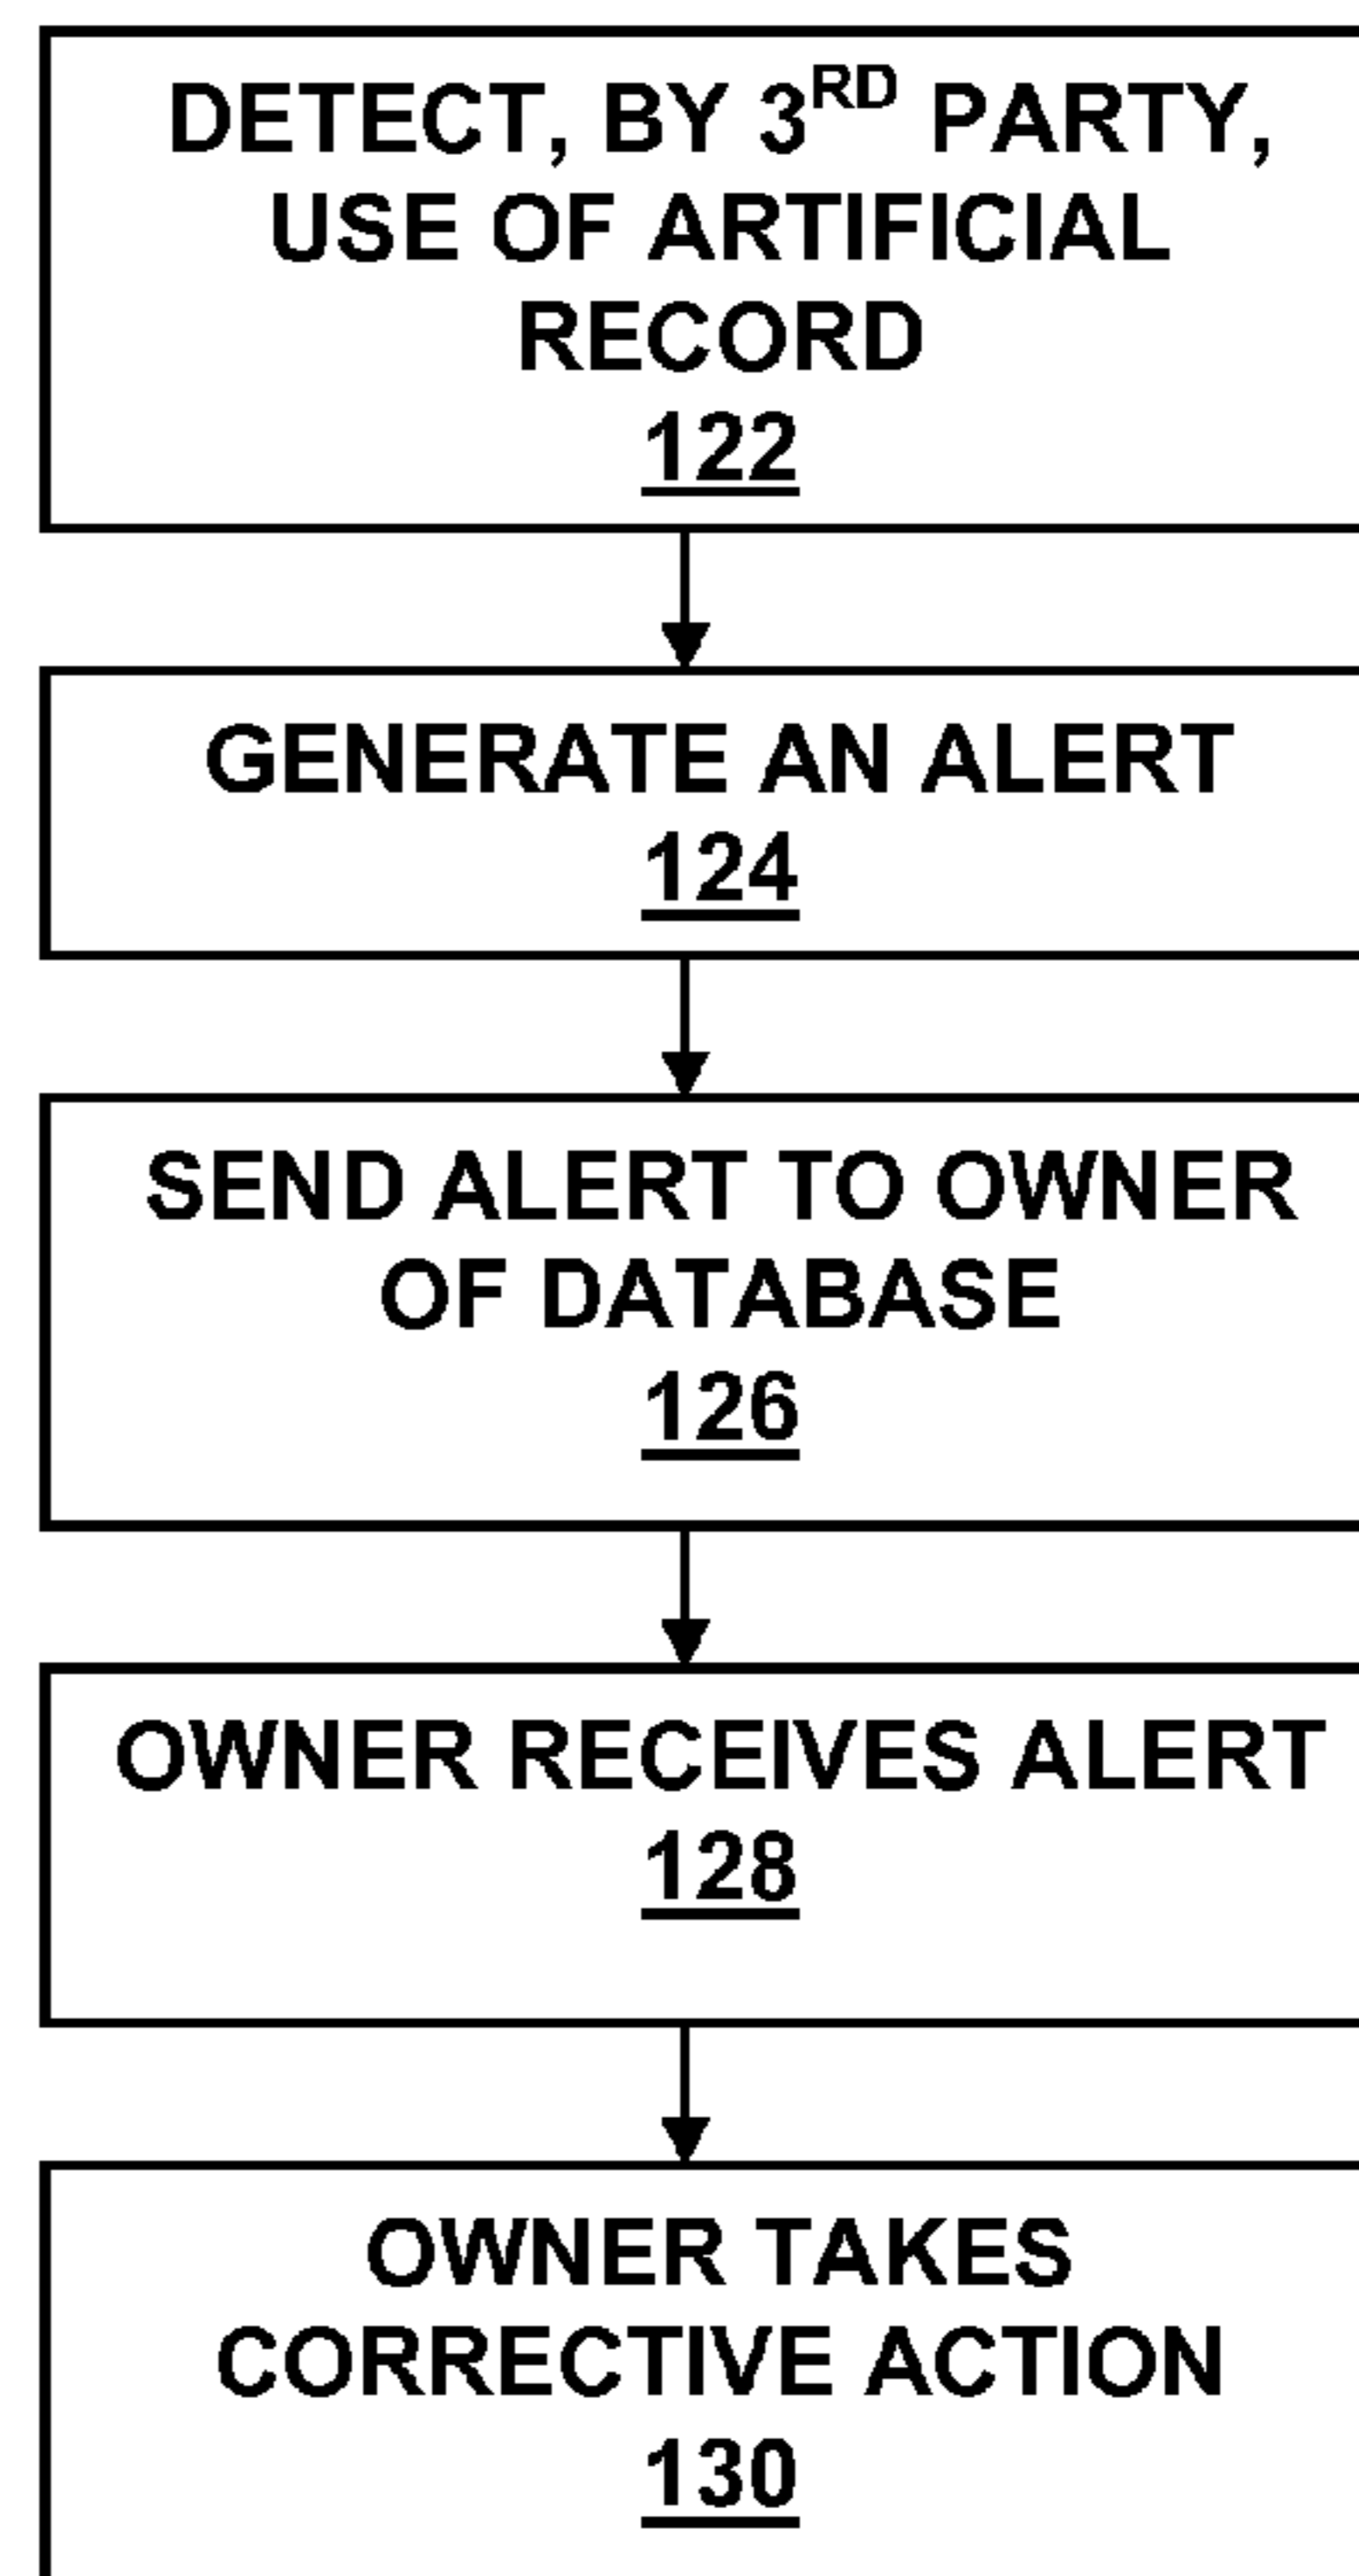 DETECT, BY 3RD PARTY,
USE OF ARTIFICIAL
RECORD
122
GENERATE AN ALERT
124
SEND ALERT TO OWNER
OF DATABASE
126
OWNER RECEIVES ALERT
128
OWNER TAKES
CORRECTIVE ACTION
130